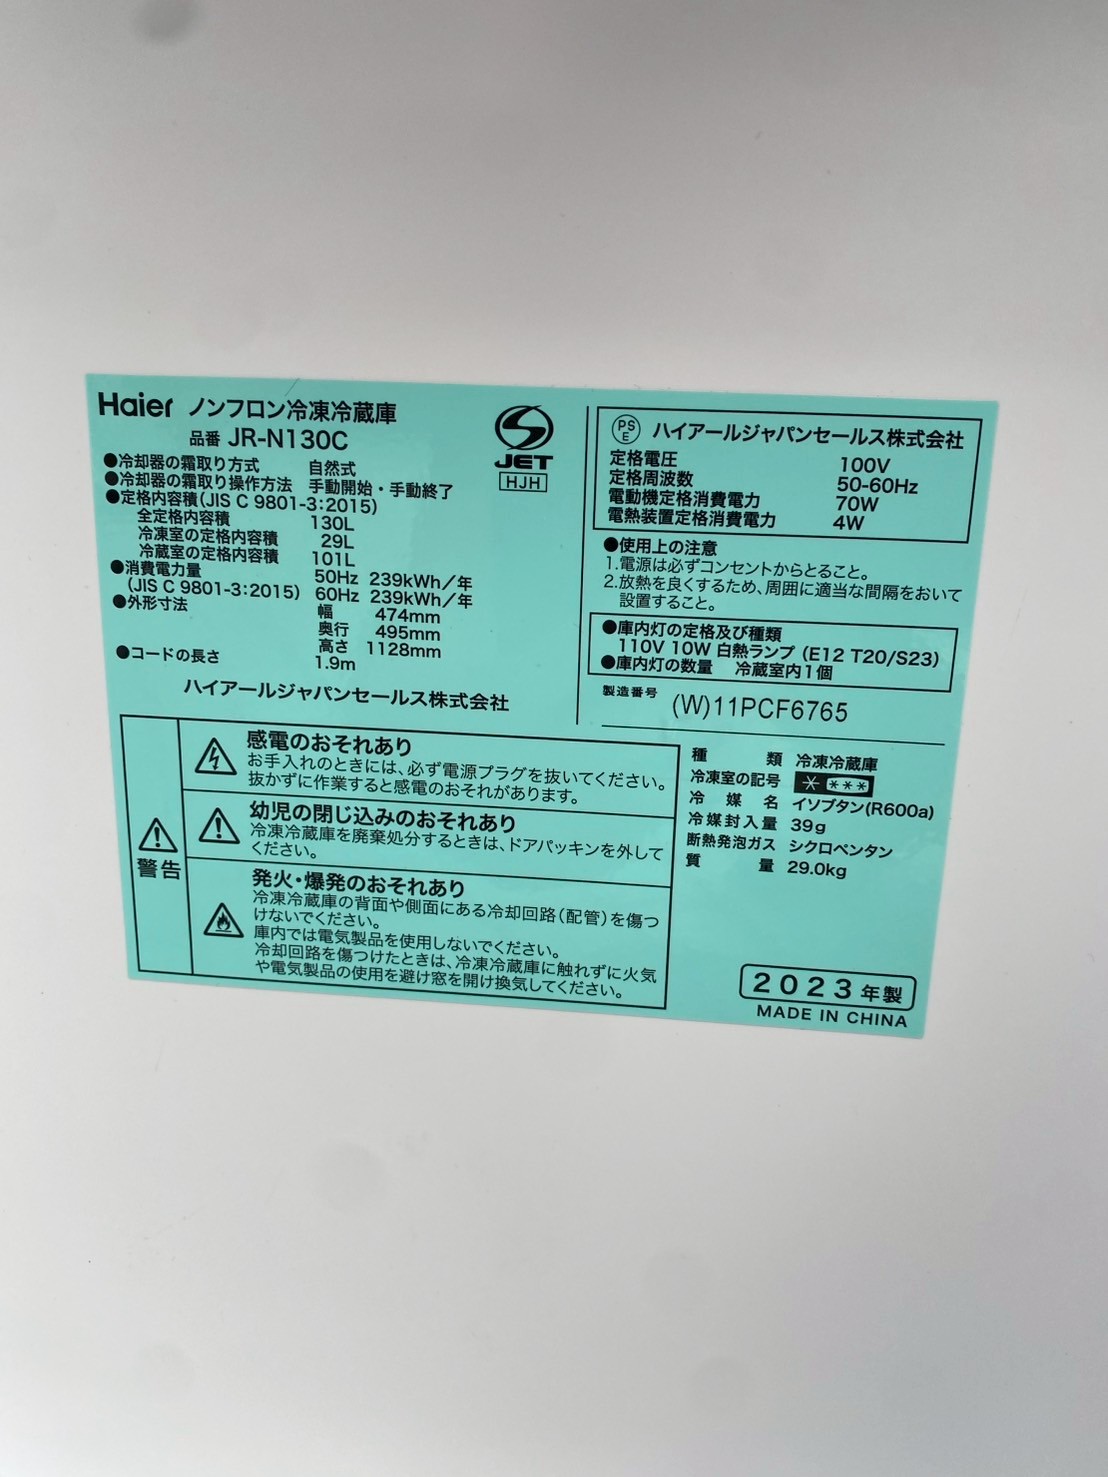 Haier ノンフロン冷凍冷蔵庫
品番 JR-N130C
●冷却器の霜取り方式 自然式
●冷却器の霜取り操作方法 手動開始・手動終了
●定格内容積(JIS C 9801-3:2015)
全定格内容積 130L
冷凍室の定格内容積 29L
冷蔵室の定格内容積 101L
●消費電力量 50Hz 239kWh/年
(JIS C 9801-3:2015) 60Hz 239kWh/年
●外形寸法 幅 474mm
奥行 495mm
高さ 1128mm
●コードの長さ 1.9m
ハイアールジャパンセールス株式会社
JET
HJH
PS
E
ハイアールジャパンセールス株式会社
定格電圧 100V
定格周波数 50-60Hz
電動機定格消費電力 70W
電熱装置定格消費電力 4W
●使用上の注意
1.電源は必ずコンセントからとること。
2.放熱を良くするため、周囲に適当な間隔をおいて
設置すること。
●庫内灯の定格及び種類
110V 10W 白熱ランプ (E12 T20/S23)
●庫内灯の数量 冷蔵室内1個
製造番号 (W)11PCF6765
警告
感電のおそれあり
お手入れのときには、必ず電源プラグを抜いてください。
抜かずに作業すると感電のおそれがあります。
幼児の閉じ込みのおそれあり
冷凍冷蔵庫を廃棄処分するときは、ドアパッキンを外して
ください。
発火・爆発のおそれあり
冷凍冷蔵庫の背面や側面にある冷却回路(配管)を傷つ
けないでください。
庫内では電気製品を使用しないでください。
冷却回路を傷つけたときは、冷凍冷蔵庫に触れずに火気
や電気製品の使用を避け窓を開け換気してください。
種類 冷凍冷蔵庫
冷凍室の記号 * ***
冷媒名 イソブタン(R600a)
冷媒封入量 39g
断熱発泡ガス シクロペンタン
質量 29.0kg
2023年製
MADE IN CHINA